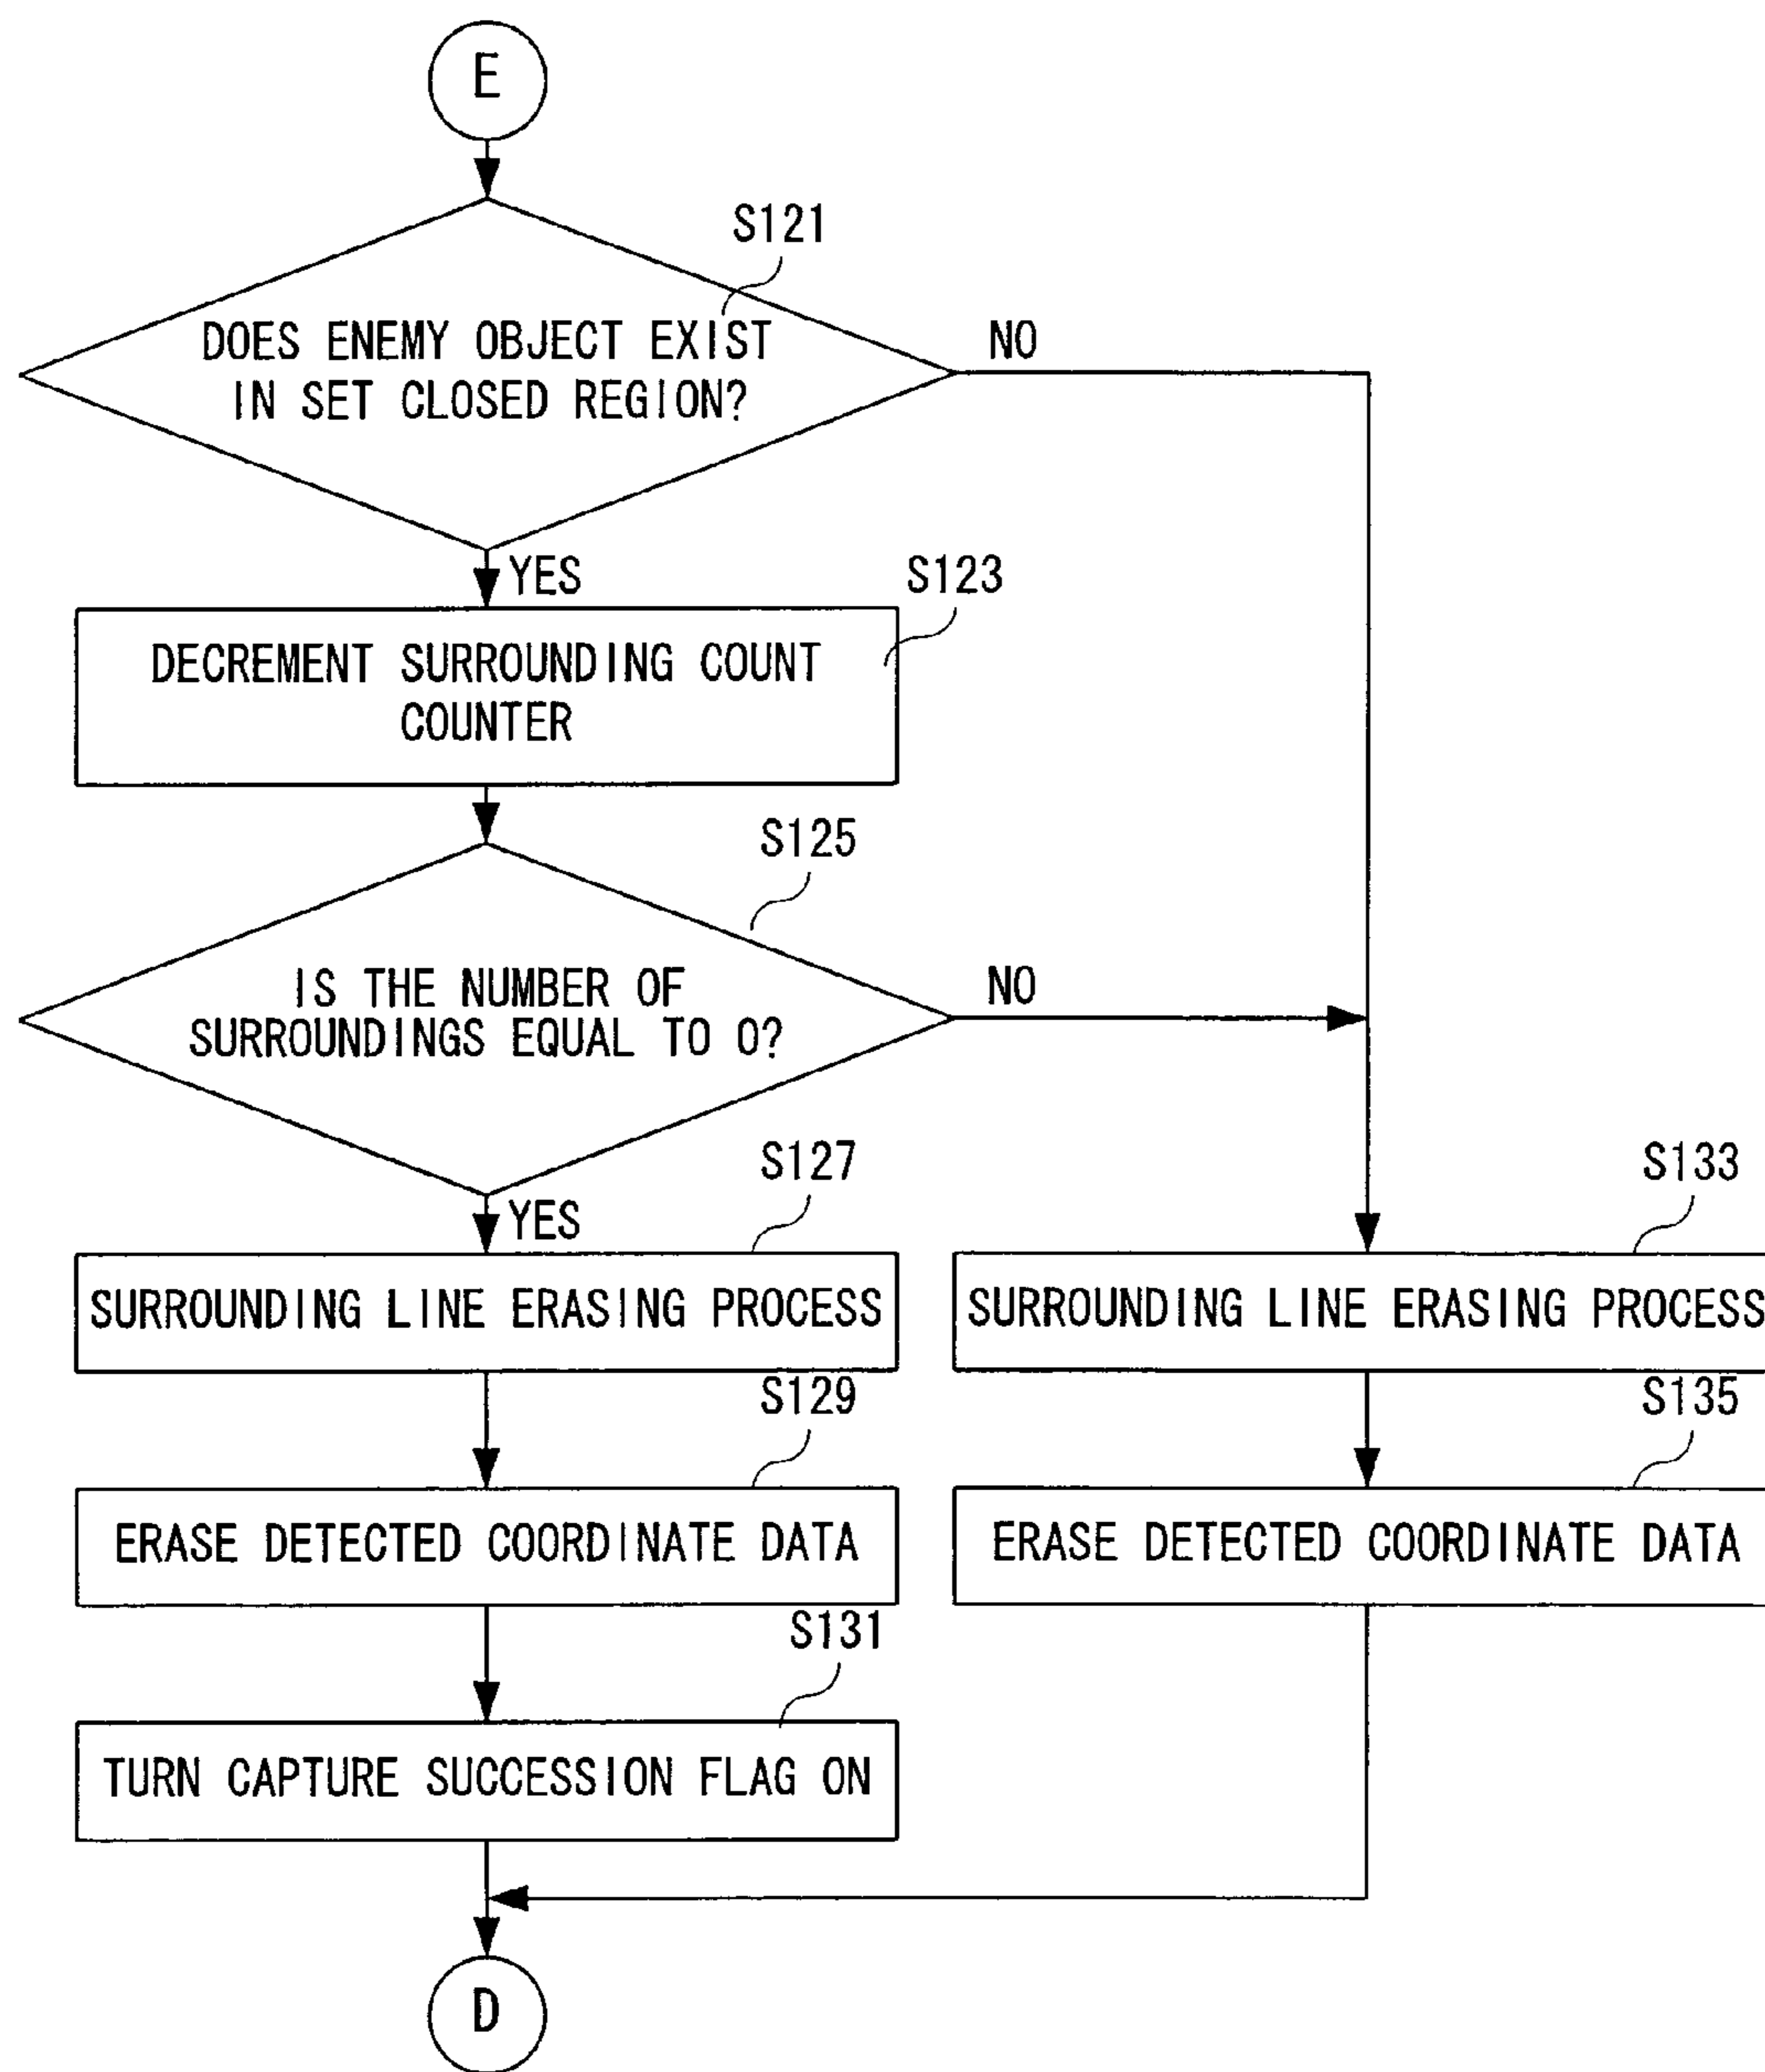 E
S121
DOES ENEMY OBJECT EXIST
IN SET CLOSED REGION?
NO
YES
S123
DECREMENT SURROUNDING COUNT
COUNTER
S125
IS THE NUMBER OF
SURROUNDINGS EQUAL TO 0?
NO
YES
S127
SURROUNDING LINE ERASING PROCESS
S133
SURROUNDING LINE ERASING PROCESS
S129
ERASE DETECTED COORDINATE DATA
S135
ERASE DETECTED COORDINATE DATA
S131
TURN CAPTURE SUCCESSION FLAG ON
D